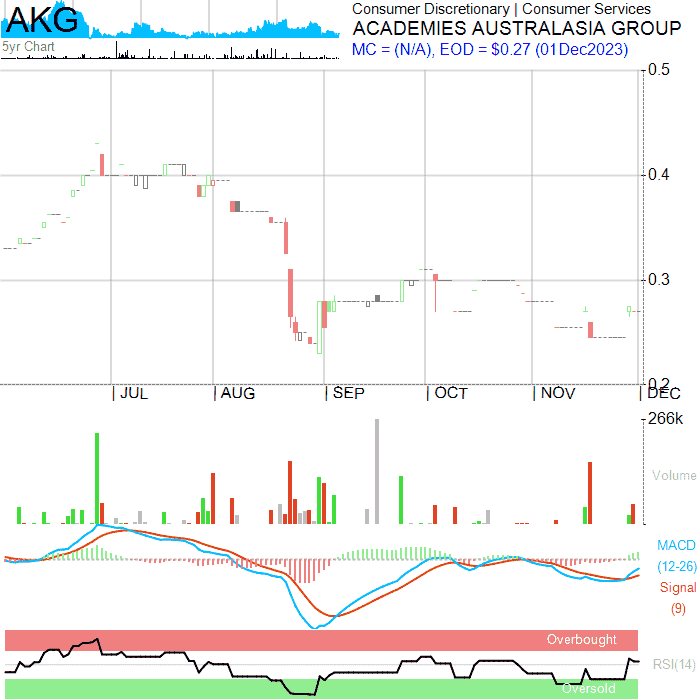 AKG
5yr Chart
Consumer Discretionary | Consumer Services
ACADEMIES AUSTRALASIA GROUP
MC = (N/A), EOD = $0.27 (01Dec2023)
0.5
0.4
0.3
0.2
JUL AUG SEP OCT NOV DEC
266k
Volume
MACD
(12-26)
Signal
(9)
Overbought
RSI(14)
Oversold